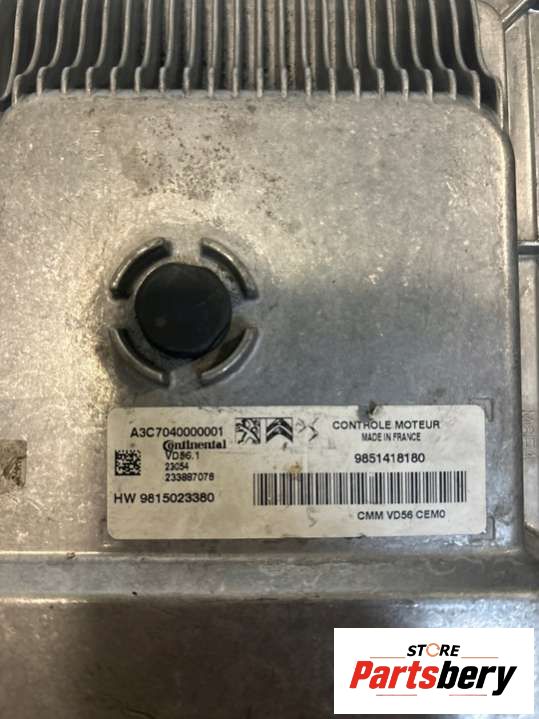 A3C7040000001
Continental
VD56.1
23054
233887078
HW 9815023380
CONTROLE MOTEUR
MADE IN FRANCE
9851418180
CMM VD56 CEM0
STORE
Partsbery